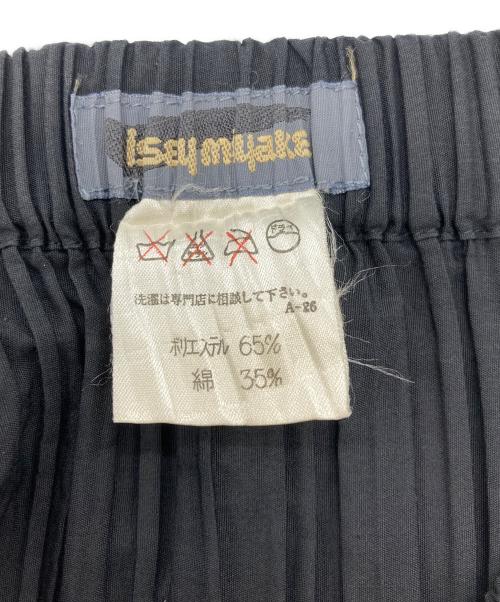 issey miyake
ドライ
洗濯は専門店に相談して下さい。
A-26
ポリエステル 65%
綿 35%